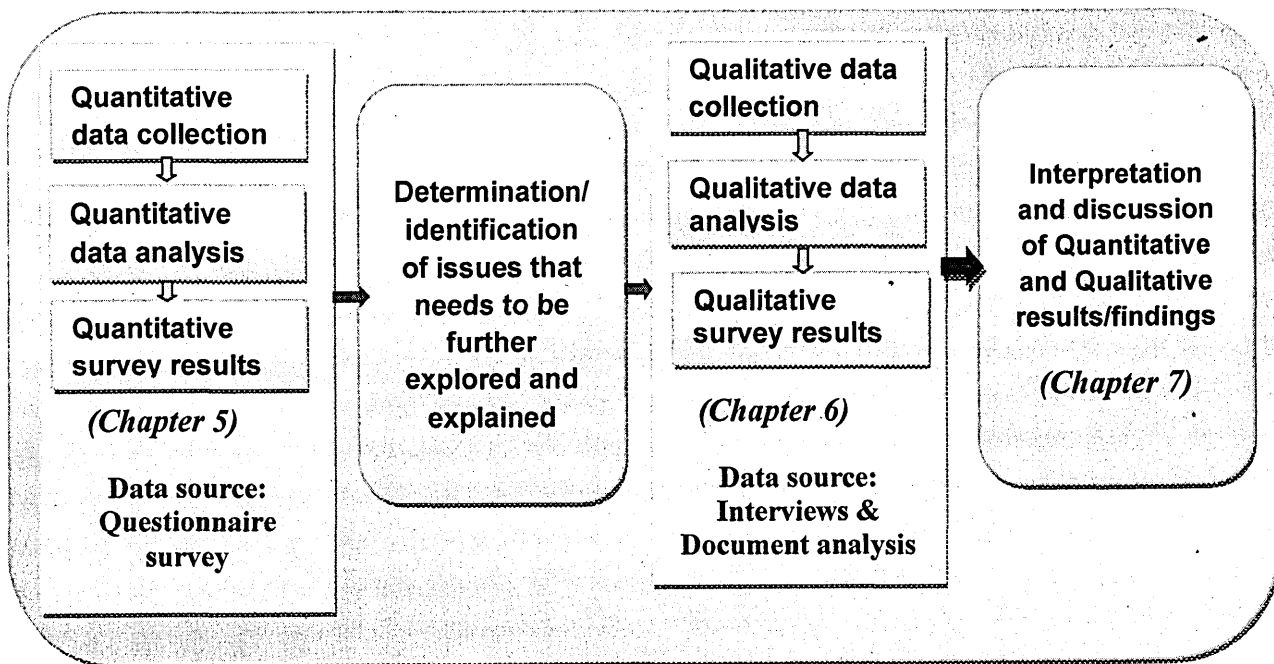 Quantitative
data collection
Quantitative
data analysis
Quantitative
survey results
(Chapter 5)
Data source:
Questionnaire
survey
Determination/
identification
of issues that
needs to be
further
explored and
explained
Qualitative data
collection
Qualitative data
analysis
Qualitative
survey results
(Chapter 6)
Data source:
Interviews &
Document analysis
Interpretation
and discussion
of Quantitative
and Qualitative
results/findings
(Chapter 7)